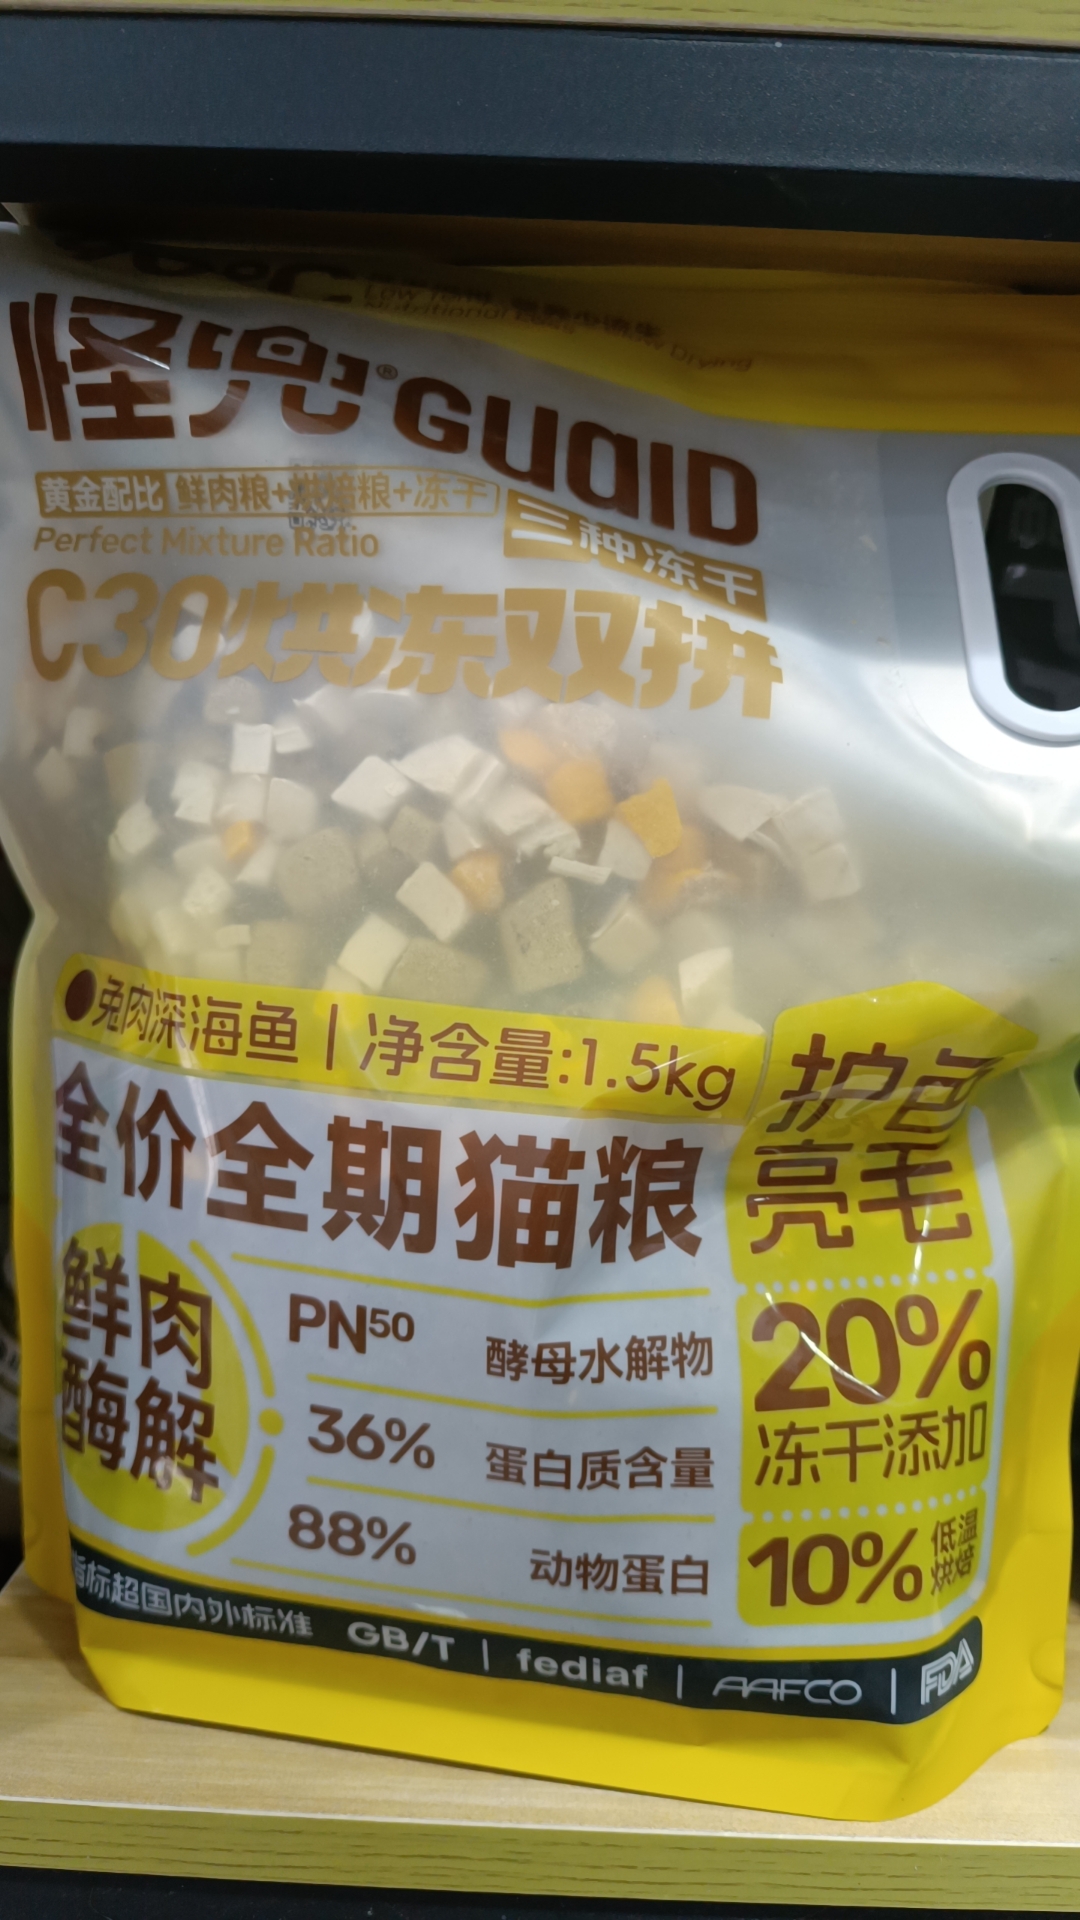 怪兜® GUaID
黄金配比 鲜肉粮+烘焙粮+冻干
Perfect Mixture Ratio
三种冻干
C30烘冻双拼
兔肉深海鱼 | 净含量:1.5kg
全价全期猫粮
护色
亮毛
鲜肉
酶解
PN50 酵母水解物
36% 蛋白质含量
88% 动物蛋白
20%
冻干添加
10% 低温烘焙
指标超国内外标准 GB/T | fediaf | AAFCO | FDA